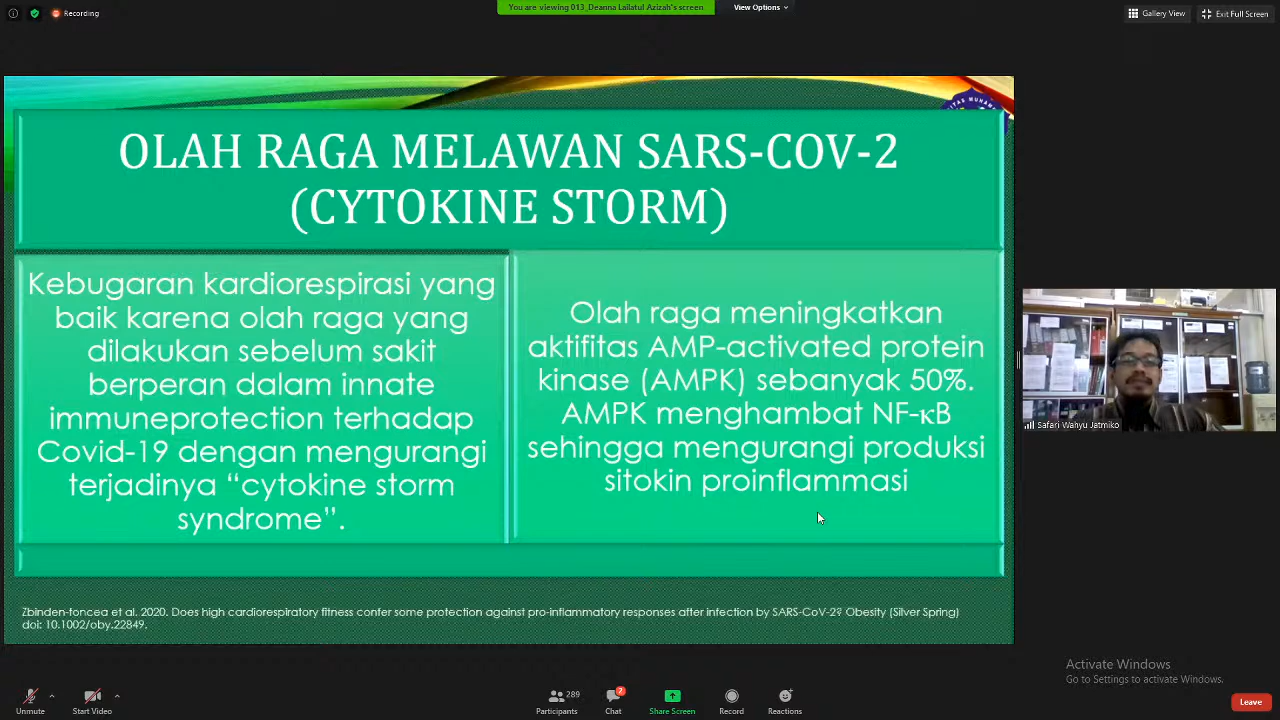 Recording
You are viewing 013_Deanna Lailatul Azizah's screen
View Options
Gallery View
Exit Full Screen
ITAS MUHAM
OLAH RAGA MELAWAN SARS-COV-2
(CYTOKINE STORM)
Kebugaran kardiorespirasi yang
baik karena olah raga yang
dilakukan sebelum sakit
berperan dalam innate
immuneprotection terhadap
Covid-19 dengan mengurangi
terjadinya “cytokine storm
syndrome”.
Olah raga meningkatkan
aktifitas AMP-activated protein
kinase (AMPK) sebanyak 50%.
AMPK menghambat NF-κB
sehingga mengurangi produksi
sitokin proinflammasi
Zbinden-foncea et al. 2020. Does high cardiorespiratory fitness confer some protection against pro-inflammatory responses after infection by SARS-CoV-2? Obesity (Silver Spring)
doi: 10.1002/oby.22849.
Safari Wahyu Jatmiko
Activate Windows
Go to Settings to activate Windows.
Unmute
Start Video
289
Participants
2
Chat
Share Screen
Record
Reactions
Leave